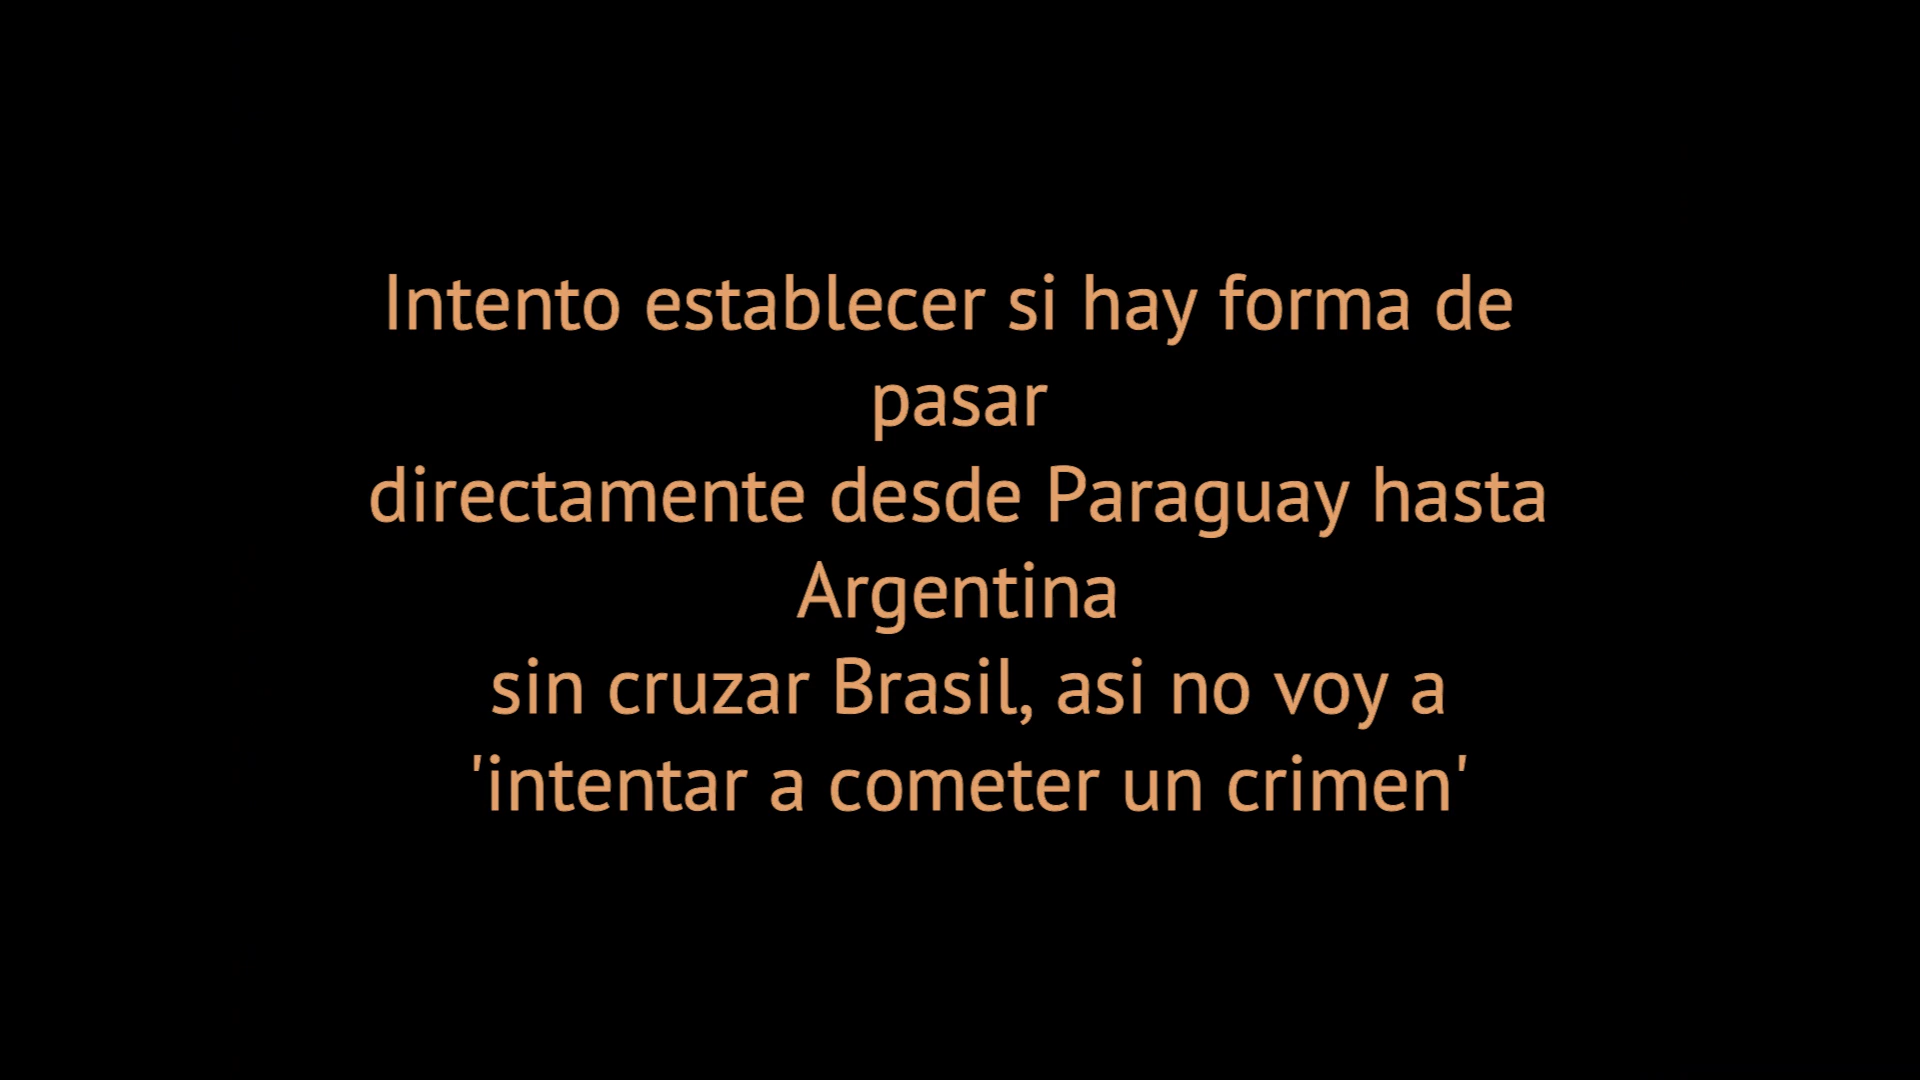 Intento establecer si hay forma de
pasar
directamente desde Paraguay hasta
Argentina
sin cruzar Brasil, asi no voy a
'intentar a cometer un crimen'